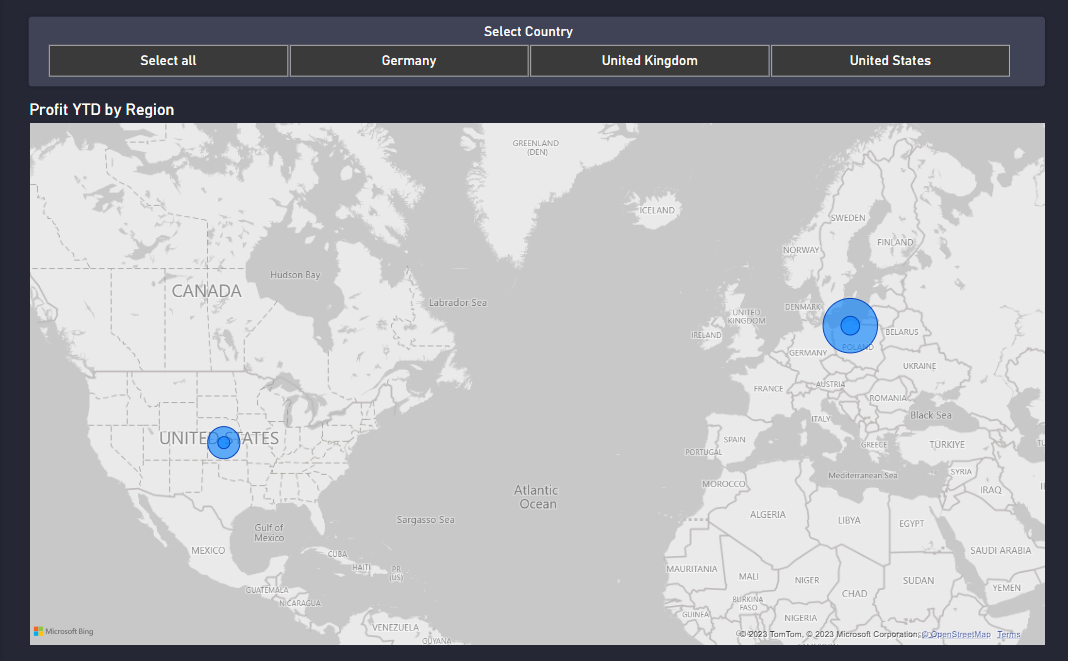 Select Country
Select all
Germany
United Kingdom
United States
Profit YTD by Region
GREENLAND
(DEN)
ICELAND
SWEDEN
FINLAND
NORWAY
Hudson Bay
CANADA
Labrador Sea
DENMARK
UNITED
KINGDOM
IRELAND
BELARUS
POLAND
GERMANY
UKRAINE
FRANCE
AUSTRIA
ROMANIA
Black Sea
ITALY
UNITED STATES
SPAIN
GREECE
TÜRKIYE
PORTUGAL
SYRIA
Mediterranean Sea
MOROCCO
IRAQ
Atlantic
Ocean
Sargasso Sea
ALGERIA
LIBYA
EGYPT
Gulf of
Mexico
MEXICO
CUBA
SAUDI ARABIA
HAITI
PR
(US)
MAURITANIA
MALI
NIGER
SUDAN
CHAD
YEMEN
GUATEMALA
NICARAGUA
BURKINA
FASO
GUINEA
NIGERIA
VENEZUELA
GUYANA
Microsoft Bing
© 2023 TomTom, © 2023 Microsoft Corporation, © OpenStreetMap Terms